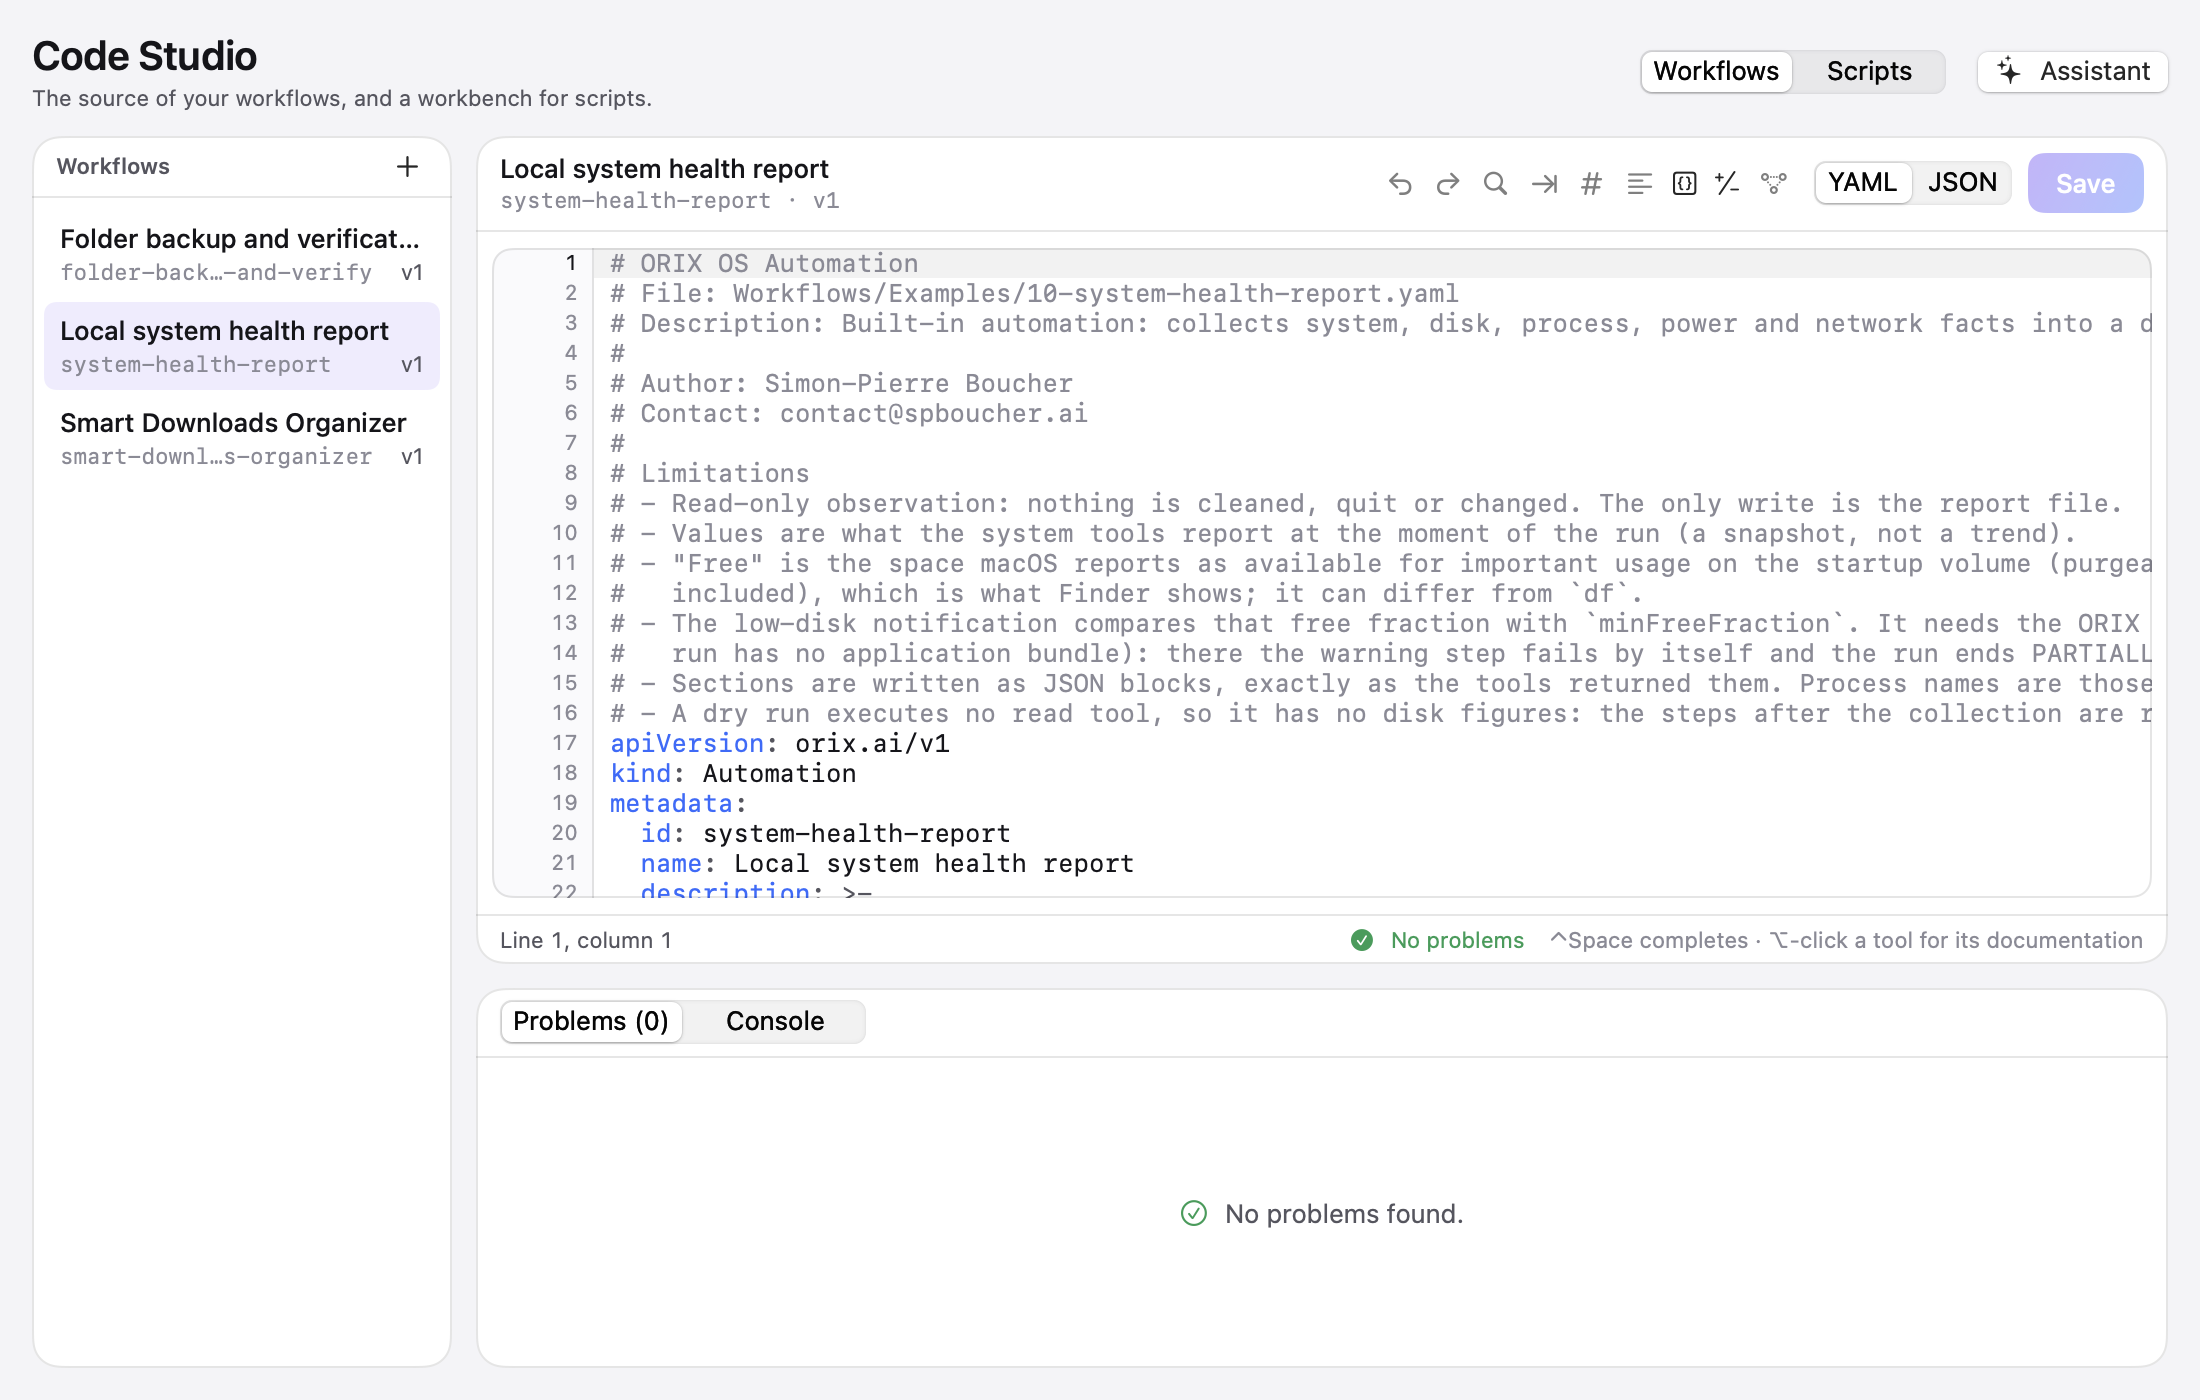 Code Studio
The source of your workflows, and a workbench for scripts.
Workflows
Scripts
Assistant
Workflows
Folder backup and verificat...
folder-back…-and-verify v1
Local system health report
system-health-report v1
Smart Downloads Organizer
smart-downl…s-organizer v1
Local system health report
system-health-report · v1
YAML
JSON
Save
1 # ORIX OS Automation
2 # File: Workflows/Examples/10-system-health-report.yaml
3 # Description: Built-in automation: collects system, disk, process, power and network facts into a d
4 #
5 # Author: Simon-Pierre Boucher
6 # Contact: contact@spboucher.ai
7 #
8 # Limitations
9 # - Read-only observation: nothing is cleaned, quit or changed. The only write is the report file.
10 # - Values are what the system tools report at the moment of the run (a snapshot, not a trend).
11 # - "Free" is the space macOS reports as available for important usage on the startup volume (purgea
12 #   included), which is what Finder shows; it can differ from `df`.
13 # - The low-disk notification compares that free fraction with `minFreeFraction`. It needs the ORIX
14 #   run has no application bundle): there the warning step fails by itself and the run ends PARTIALL
15 # - Sections are written as JSON blocks, exactly as the tools returned them. Process names are those
16 # - A dry run executes no read tool, so it has no disk figures: the steps after the collection are r
17 apiVersion: orix.ai/v1
18 kind: Automation
19 metadata:
20   id: system-health-report
21   name: Local system health report
22   description: >-
Line 1, column 1
No problems
^Space completes · ⌥-click a tool for its documentation
Problems (0)
Console
No problems found.